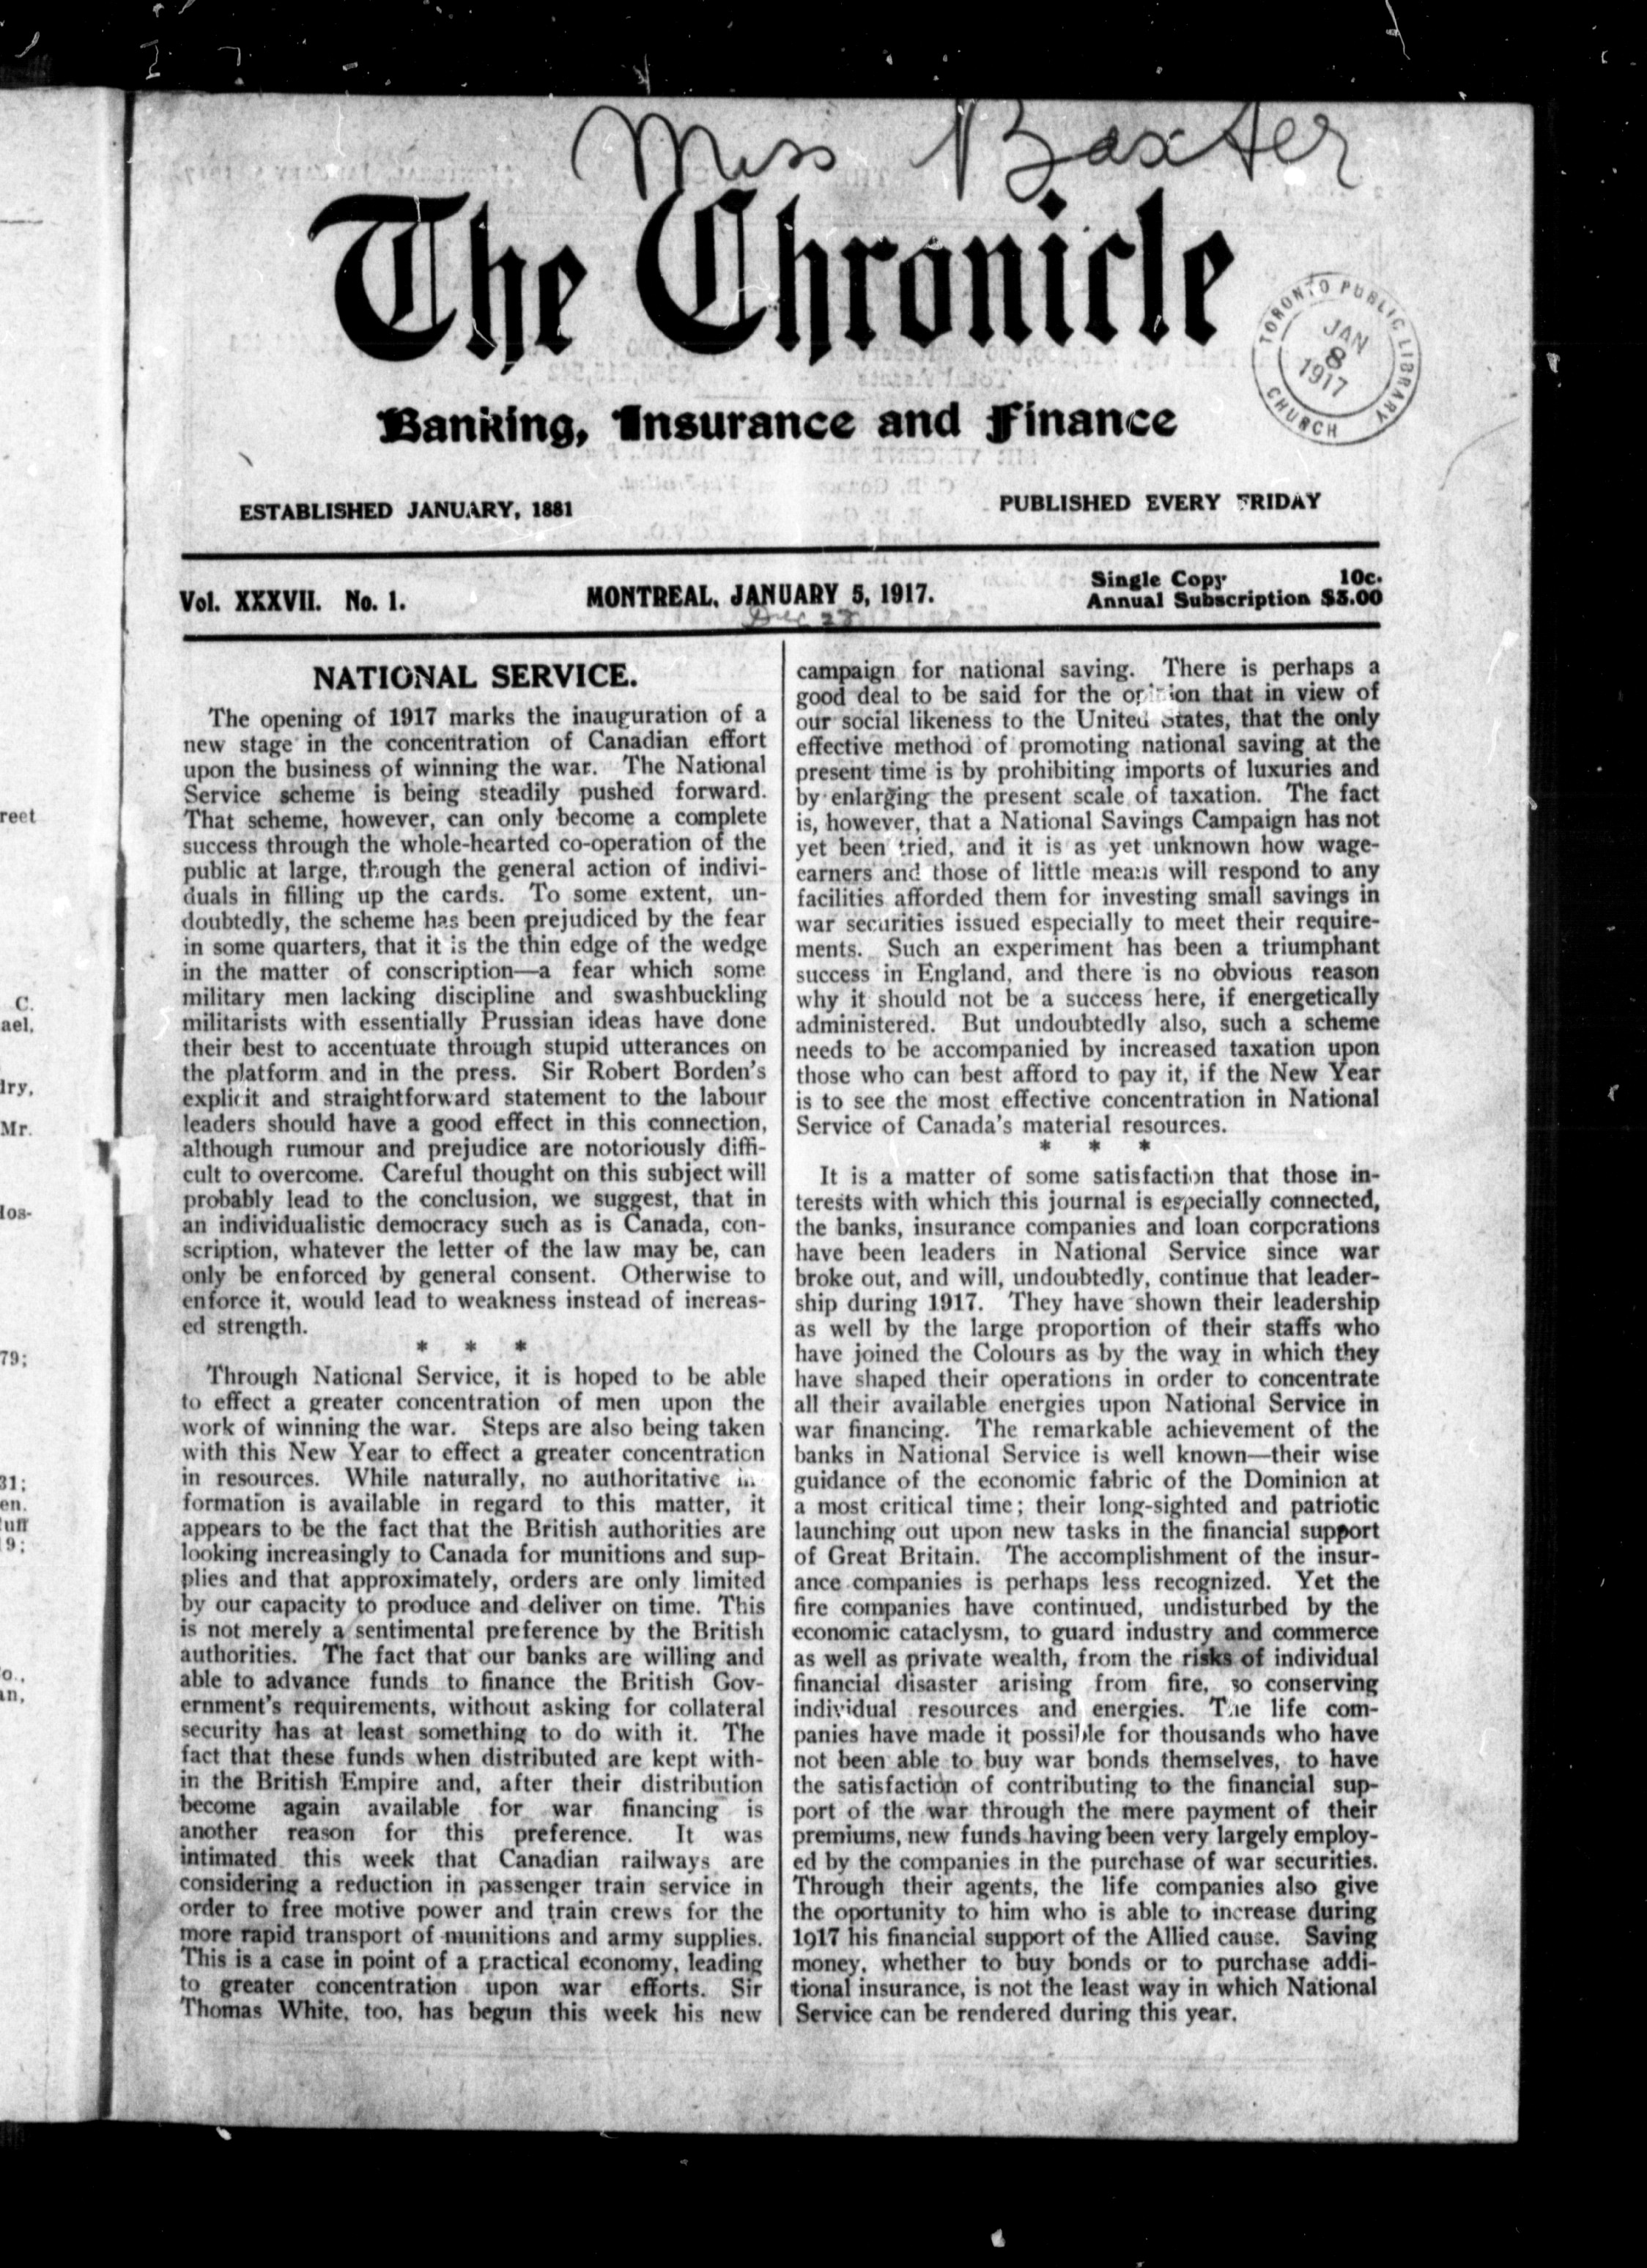 Miss Baxter
The Chronicle
TORONTO PUBLIC LIBRARY
JAN
8
1917
CHURCH
Banking, Insurance and Finance
ESTABLISHED JANUARY, 1881
PUBLISHED EVERY FRIDAY
Vol. XXXVII. No. 1.
MONTREAL, JANUARY 5, 1917.
Single Copy 10c.
Annual Subscription $3.00
Dec 28
NATIONAL SERVICE.
The opening of 1917 marks the inauguration of a
new stage in the concentration of Canadian effort
upon the business of winning the war. The National
Service scheme is being steadily pushed forward.
That scheme, however, can only become a complete
success through the whole-hearted co-operation of the
public at large, through the general action of indivi-
duals in filling up the cards. To some extent, un-
doubtedly, the scheme has been prejudiced by the fear
in some quarters, that it is the thin edge of the wedge
in the matter of conscription—a fear which some
military men lacking discipline and swashbuckling
militarists with essentially Prussian ideas have done
their best to accentuate through stupid utterances on
the platform and in the press. Sir Robert Borden's
explicit and straightforward statement to the labour
leaders should have a good effect in this connection,
although rumour and prejudice are notoriously diffi-
cult to overcome. Careful thought on this subject will
probably lead to the conclusion, we suggest, that in
an individualistic democracy such as is Canada, con-
scription, whatever the letter of the law may be, can
only be enforced by general consent. Otherwise to
enforce it, would lead to weakness instead of increas-
ed strength.
* * *
Through National Service, it is hoped to be able
to effect a greater concentration of men upon the
work of winning the war. Steps are also being taken
with this New Year to effect a greater concentration
in resources. While naturally, no authoritative in-
formation is available in regard to this matter, it
appears to be the fact that the British authorities are
looking increasingly to Canada for munitions and sup-
plies and that approximately, orders are only limited
by our capacity to produce and deliver on time. This
is not merely a sentimental preference by the British
authorities. The fact that our banks are willing and
able to advance funds to finance the British Gov-
ernment's requirements, without asking for collateral
security has at least something to do with it. The
fact that these funds when distributed are kept with-
in the British Empire and, after their distribution
become again available for war financing is
another reason for this preference. It was
intimated this week that Canadian railways are
considering a reduction in passenger train service in
order to free motive power and train crews for the
more rapid transport of munitions and army supplies.
This is a case in point of a practical economy, leading
to greater concentration upon war efforts. Sir
Thomas White, too, has begun this week his new
campaign for national saving. There is perhaps a
good deal to be said for the opinion that in view of
our social likeness to the United States, that the only
effective method of promoting national saving at the
present time is by prohibiting imports of luxuries and
by enlarging the present scale of taxation. The fact
is, however, that a National Savings Campaign has not
yet been tried, and it is as yet unknown how wage-
earners and those of little means will respond to any
facilities afforded them for investing small savings in
war securities issued especially to meet their require-
ments. Such an experiment has been a triumphant
success in England, and there is no obvious reason
why it should not be a success here, if energetically
administered. But undoubtedly also, such a scheme
needs to be accompanied by increased taxation upon
those who can best afford to pay it, if the New Year
is to see the most effective concentration in National
Service of Canada's material resources.
* * *
It is a matter of some satisfaction that those in-
terests with which this journal is especially connected,
the banks, insurance companies and loan corporations
have been leaders in National Service since war
broke out, and will, undoubtedly, continue that leader-
ship during 1917. They have shown their leadership
as well by the large proportion of their staffs who
have joined the Colours as by the way in which they
have shaped their operations in order to concentrate
all their available energies upon National Service in
war financing. The remarkable achievement of the
banks in National Service is well known—their wise
guidance of the economic fabric of the Dominion at
a most critical time; their long-sighted and patriotic
launching out upon new tasks in the financial support
of Great Britain. The accomplishment of the insur-
ance companies is perhaps less recognized. Yet the
fire companies have continued, undisturbed by the
economic cataclysm, to guard industry and commerce
as well as private wealth, from the risks of individual
financial disaster arising from fire, so conserving
individual resources and energies. The life com-
panies have made it possible for thousands who have
not been able to buy war bonds themselves, to have
the satisfaction of contributing to the financial sup-
port of the war through the mere payment of their
premiums, new funds having been very largely employ-
ed by the companies in the purchase of war securities.
Through their agents, the life companies also give
the oportunity to him who is able to increase during
1917 his financial support of the Allied cause. Saving
money, whether to buy bonds or to purchase addi-
tional insurance, is not the least way in which National
Service can be rendered during this year.